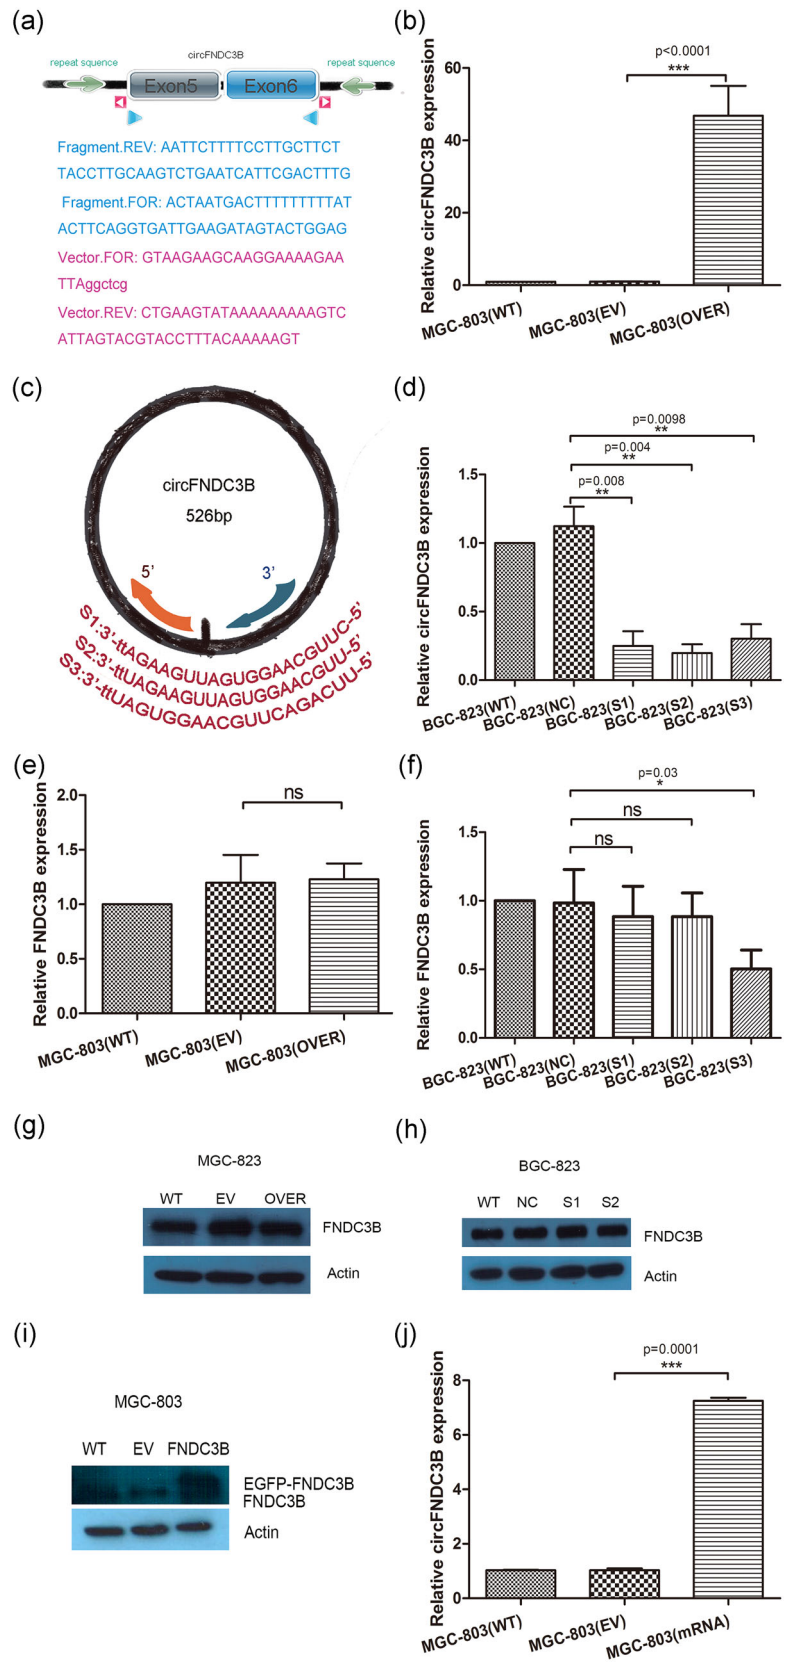 (a)
circFNDC3B
repeat squence
repeat squence
Exon5
Exon6
Fragment.REV: AATTCTTTTCCTTGCTTCT
TACCTTGCAAGTCTGAATCATTCGACTTTG
Fragment.FOR: ACTAATGACTTTTTTTTTTAT
ACTTCAGGTGATTGAAGATAGTACTGGAG
Vector.FOR: GTAAGAAGCAAGGAAAAGAA
TTAggctcg
Vector.REV: CTGAAGTATAAAAAAAAAAGTC
ATTAGTACGTACCTTTACAAAAAGT
(b)
p<0.0001
***
Relative circFNDC3B expression
60
40
20
0
MGC-803(WT)
MGC-803(EV)
MGC-803(OVER)
(c)
circFNDC3B
526bp
5’
3’
S1:3’-ttAGAAGUUAGUGGAACGUUC-5’
S2:3’-ttUAGAAGUUAGUGGAACGUU-5’
S3:3’-ttUAGUGGAACGUUCAGACUU-5’
(d)
p=0.0098
**
p=0.004
**
p=0.008
**
Relative circFNDC3B expression
1.5
1.0
0.5
0.0
BGC-823(WT)
BGC-823(NC)
BGC-823(S1)
BGC-823(S2)
BGC-823(S3)
(e)
ns
Relative FNDC3B expression
2.0
1.5
1.0
0.5
0.0
MGC-803(WT)
MGC-803(EV)
MGC-803(OVER)
(f)
p=0.03
*
ns
ns
Relative FNDC3B expression
1.5
1.0
0.5
0.0
BGC-823(WT)
BGC-823(NC)
BGC-823(S1)
BGC-823(S2)
BGC-823(S3)
(g)
MGC-823
WT EV OVER
FNDC3B
Actin
(h)
BGC-823
WT NC S1 S2
FNDC3B
Actin
(i)
MGC-803
WT EV FNDC3B
EGFP-FNDC3B
FNDC3B
Actin
(j)
p=0.0001
***
Relative circFNDC3B expression
8
6
4
2
0
MGC-803(WT)
MGC-803(EV)
MGC-803(mRNA)